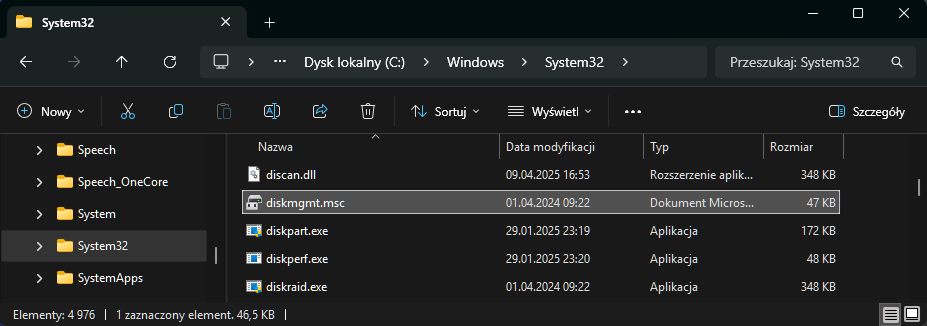 System32
Dysk lokalny (C:) Windows System32 Przeszukaj: System32
Nowy Sortuj Wyświetl Szczegóły
Nazwa Data modyfikacji Typ Rozmiar
Speech
Speech_OneCore
System
System32
SystemApps
discan.dll 09.04.2025 16:53 Rozszerzenie aplik... 348 KB
diskmgmt.msc 01.04.2024 09:22 Dokument Micros... 47 KB
diskpart.exe 29.01.2025 23:19 Aplikacja 172 KB
diskperf.exe 29.01.2025 23:20 Aplikacja 48 KB
diskraid.exe 01.04.2024 09:22 Aplikacja 348 KB
Elementy: 4 976 1 zaznaczony element. 46,5 KB